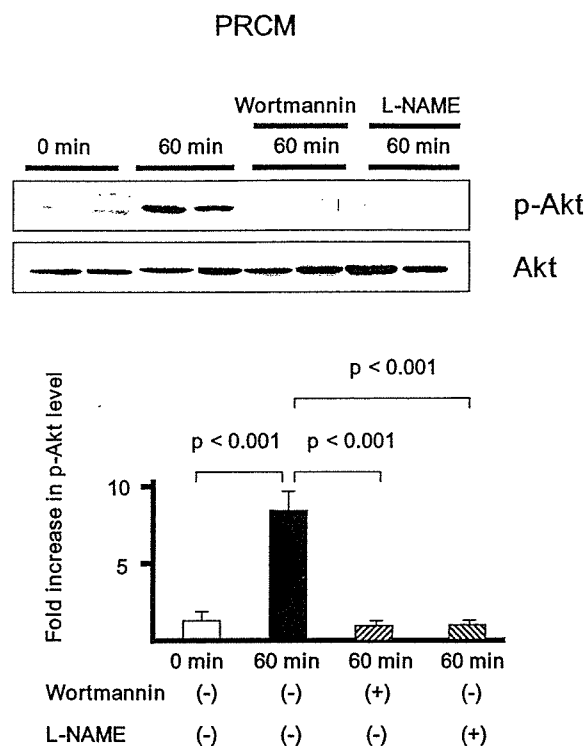 PRCM
Wortmannin L-NAME
0 min 60 min 60 min 60 min
p-Akt
Akt
Fold increase in p-Akt level
p < 0.001
p < 0.001 p < 0.001
10
5
0 min 60 min 60 min 60 min
Wortmannin (-) (-) (+) (-)
L-NAME (-) (-) (-) (+)